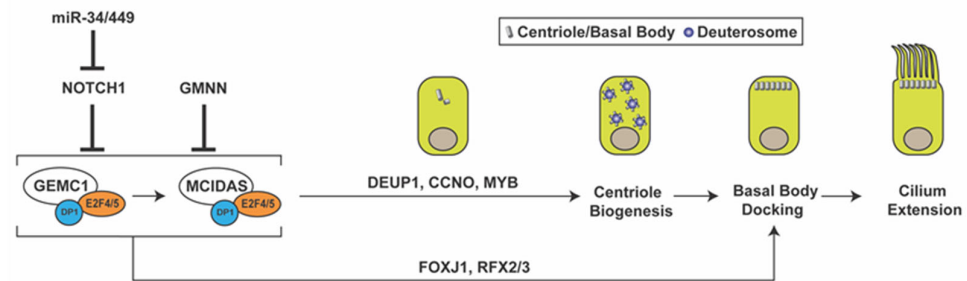 miR-34/449
Centriole/Basal Body Deuterosome
NOTCH1 GMNN
GEMC1 MCIDAS
DP1 E2F4/5 DP1 E2F4/5
DEUP1, CCNO, MYB
Centriole
Biogenesis
Basal Body
Docking
Cilium
Extension
FOXJ1, RFX2/3